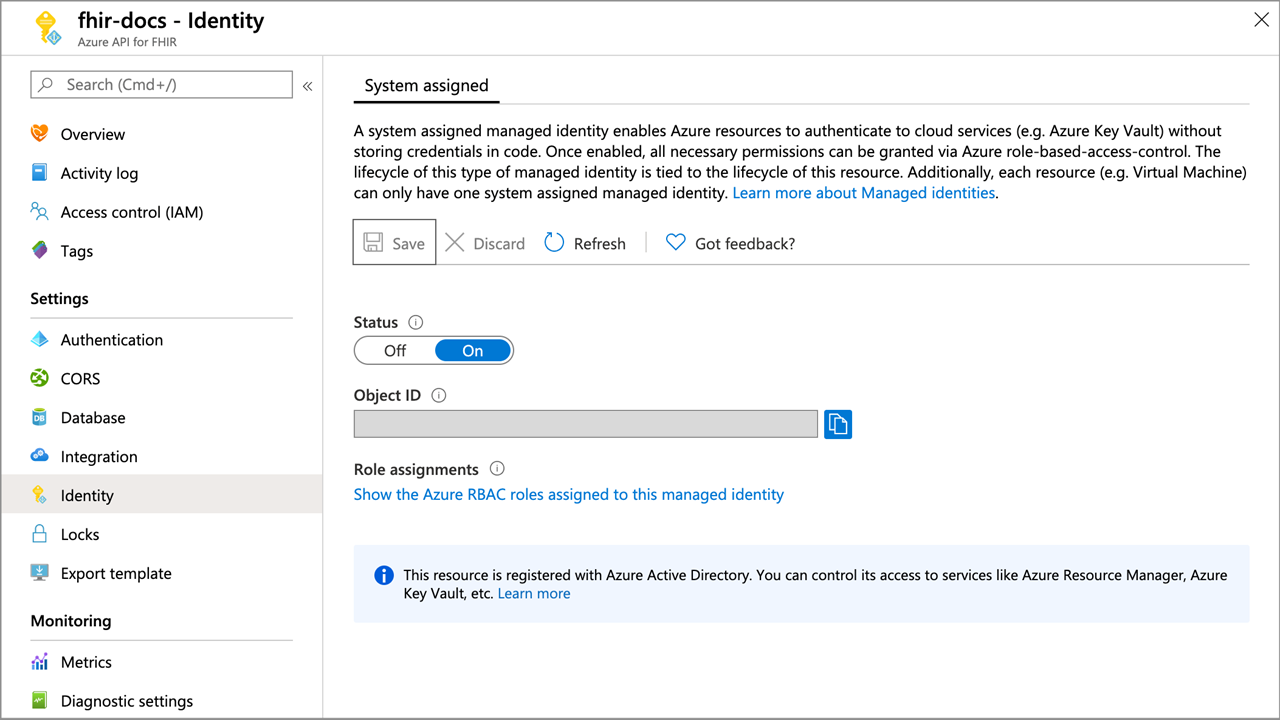 fhir-docs - Identity
Azure API for FHIR
Search (Cmd+/)
«
Overview
Activity log
Access control (IAM)
Tags
Settings
Authentication
CORS
Database
Integration
Identity
Locks
Export template
Monitoring
Metrics
Diagnostic settings
System assigned
A system assigned managed identity enables Azure resources to authenticate to cloud services (e.g. Azure Key Vault) without
storing credentials in code. Once enabled, all necessary permissions can be granted via Azure role-based-access-control. The
lifecycle of this type of managed identity is tied to the lifecycle of this resource. Additionally, each resource (e.g. Virtual Machine)
can only have one system assigned managed identity. Learn more about Managed identities.
Save Discard Refresh Got feedback?
Status
Off On
Object ID
Role assignments
Show the Azure RBAC roles assigned to this managed identity
This resource is registered with Azure Active Directory. You can control its access to services like Azure Resource Manager, Azure
Key Vault, etc. Learn more